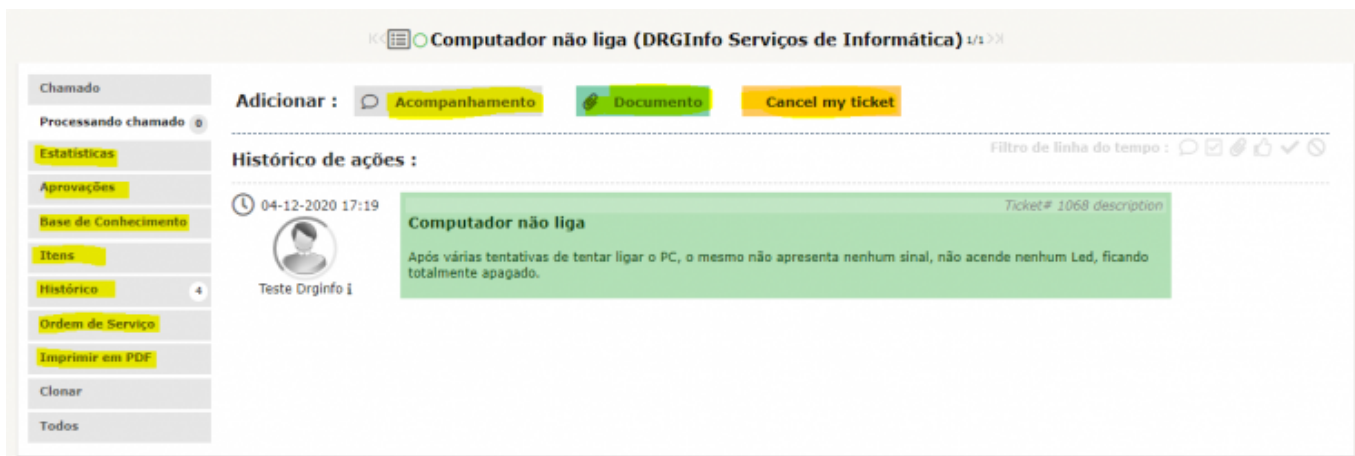 Computador não liga (DRGInfo Serviços de Informática) 1/1
Chamado
Processando chamado 0
Estatísticas
Aprovações
Base de Conhecimento
Itens
Histórico 4
Ordem de Serviço
Imprimir em PDF
Clonar
Todos
Adicionar : Acompanhamento Documento Cancel my ticket
Histórico de ações : Filtro de linha do tempo :
04-12-2020 17:19
Teste Drginfo i
Ticket# 1068 description
Computador não liga
Após várias tentativas de tentar ligar o PC, o mesmo não apresenta nenhum sinal, não acende nenhum Led, ficando
totalmente apagado.